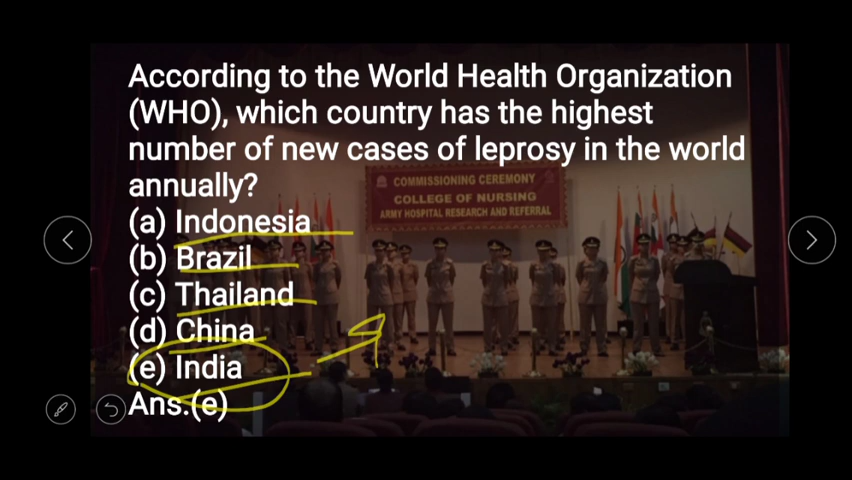 According to the World Health Organization
(WHO), which country has the highest
number of new cases of leprosy in the world
annually?
(a) Indonesia
(b) Brazil
(c) Thailand
(d) China
(e) India
Ans.(e)
COMMISSIONING CEREMONY
COLLEGE OF NURSING
ARMY HOSPITAL RESEARCH AND REFERRAL